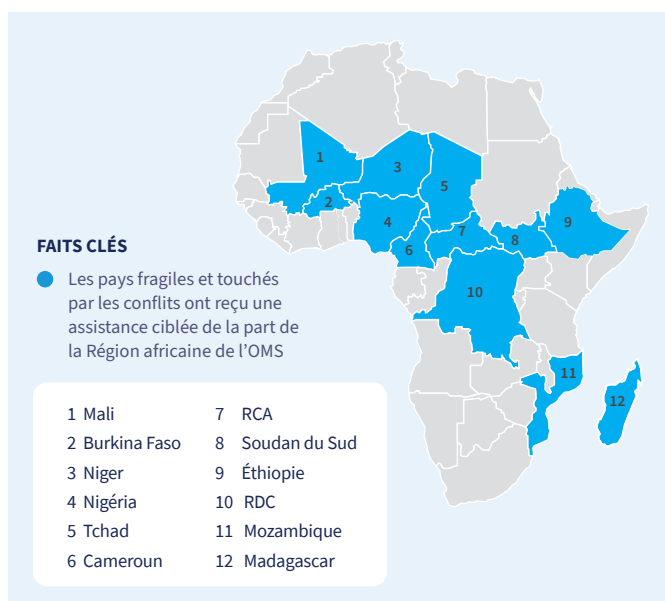 1
2
3
4
5
6
7
8
9
10
11
12
FAITS CLÉS
Les pays fragiles et touchés
par les conflits ont reçu une
assistance ciblée de la part de
la Région africaine de l’OMS
1 Mali
2 Burkina Faso
3 Niger
4 Nigéria
5 Tchad
6 Cameroun
7 RCA
8 Soudan du Sud
9 Éthiopie
10 RDC
11 Mozambique
12 Madagascar